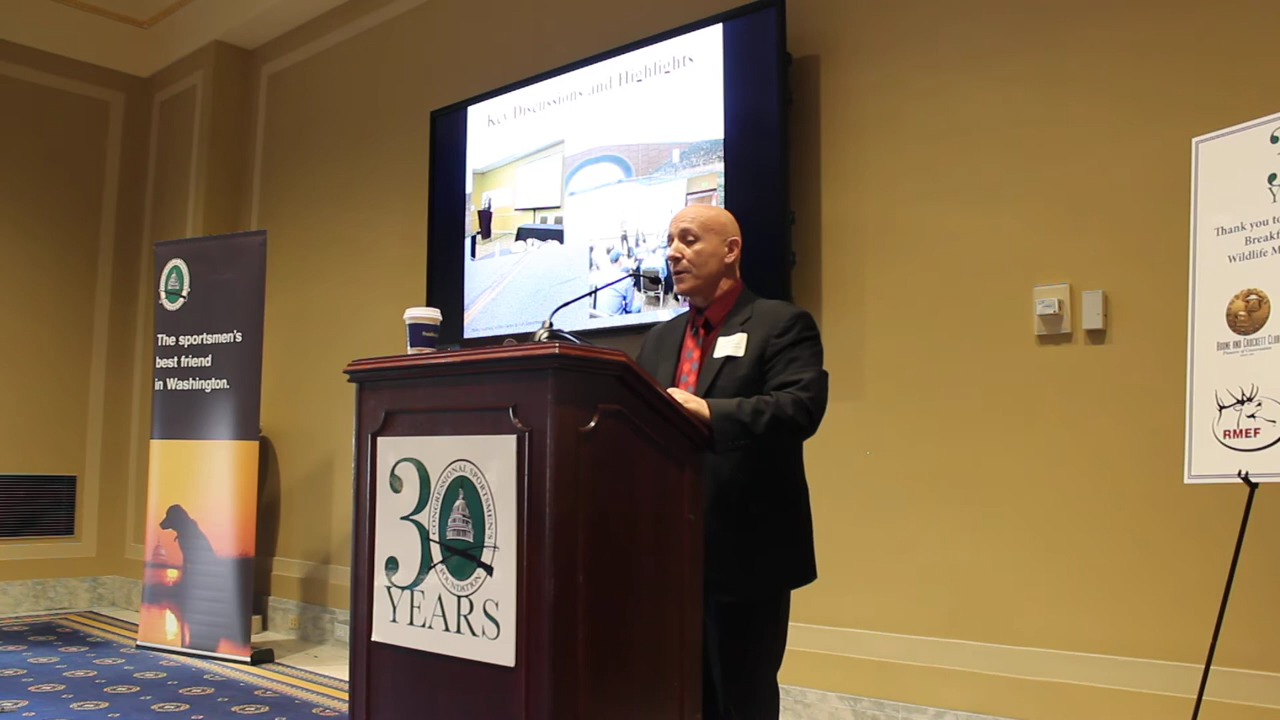 Key Discussions and Highlights
The sportsmen's
best friend
in Washington.
30
CONGRESSIONAL SPORTSMEN'S
FOUNDATION
YEARS
Thank you to
Wildlife
BOONE AND CROCKETT CLUB
RMEF